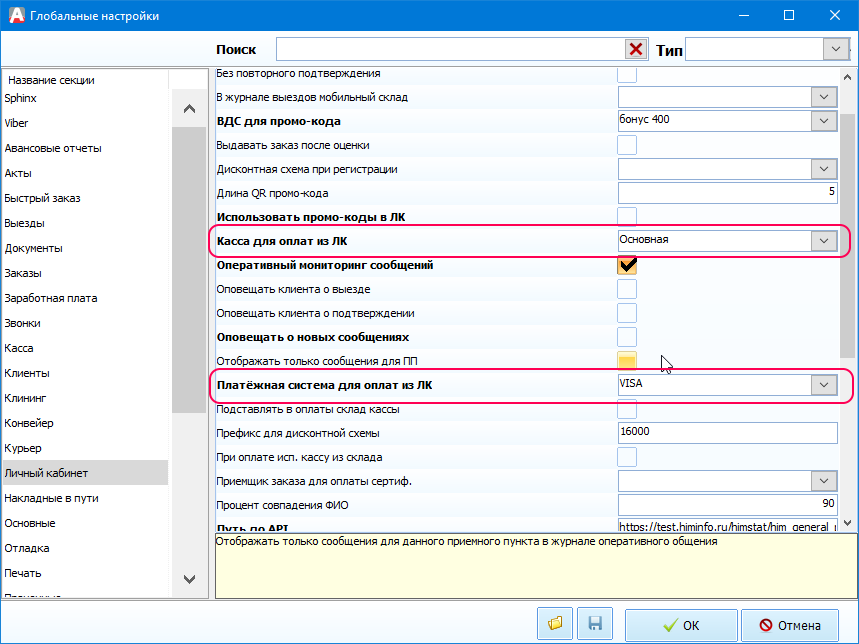 Глобальные настройки
Поиск
Тип
Название секции
Sphinx
Viber
Авансовые отчеты
Акты
Быстрый заказ
Выезды
Документы
Заказы
Заработная плата
Звонки
Касса
Клиенты
Клининг
Конвейер
Курьер
Личный кабинет
Накладные в пути
Основные
Отладка
Печать
Без повторного подтверждения
В журнале выездов мобильный склад
ВДС для промо-кода бонус 400
Выдавать заказ после оценки
Дисконтная схема при регистрации
Длина QR промо-кода 5
Использовать промо-коды в ЛК
Касса для оплат из ЛК Основная
Оперативный мониторинг сообщений
Оповещать клиента о выезде
Оповещать клиента о подтверждении
Оповещать о новых сообщениях
Отображать только сообщения для ПП
Платёжная система для оплат из ЛК VISA
Подставлять в оплаты склад кассы
Префикс для дисконтной схемы 16000
При оплате исп. кассу из склада
Приемщик заказа для оплаты сертиф.
Процент совпадения ФИО 90
Путь до API https://test.himinfo.ru/himstat/him_general_
Отображать только сообщения для данного приемного пункта в журнале оперативного общения
OK
Отмена